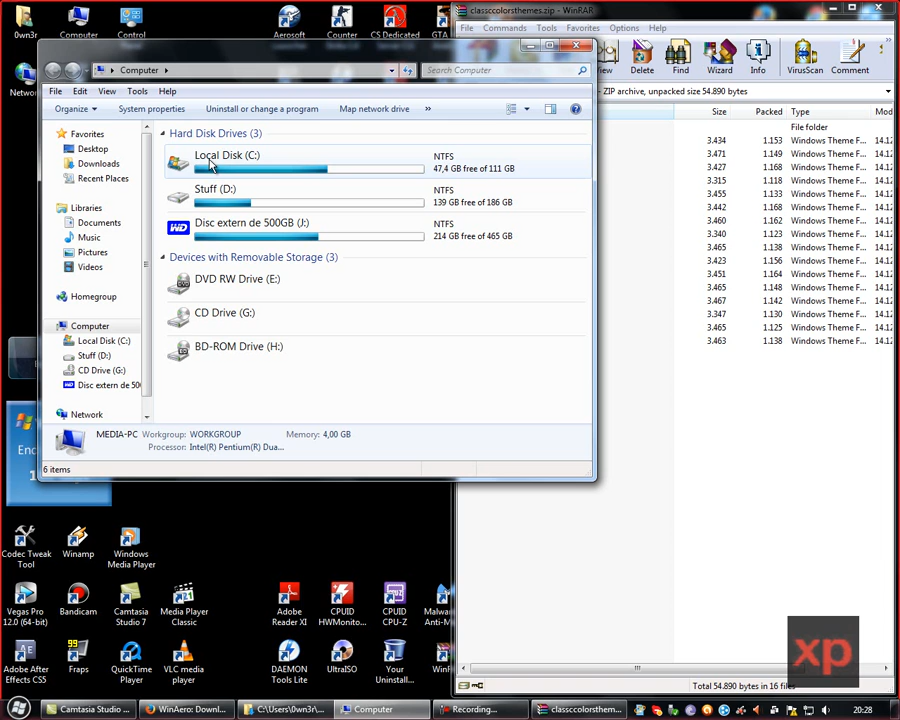 classccolorsthemes.zip - WinRAR
0wn3r
Computer
Control
Aerosoft
Counter
CS Dedicated
GTA
File Commands Tools Favorites Options Help
View Delete Find Wizard Info VirusScan Comment
- ZIP archive, unpacked size 54.890 bytes
Computer
Search Computer
File Edit View Tools Help
Organize System properties Uninstall or change a program Map network drive »
Size Packed Type Mod
File folder
3.434 1.153 Windows Theme F... 14.12
3.471 1.149 Windows Theme F... 14.12
3.427 1.168 Windows Theme F... 14.12
3.315 1.118 Windows Theme F... 14.12
3.455 1.133 Windows Theme F... 14.12
3.442 1.168 Windows Theme F... 14.12
3.460 1.162 Windows Theme F... 14.12
3.340 1.123 Windows Theme F... 14.12
3.465 1.138 Windows Theme F... 14.12
3.423 1.156 Windows Theme F... 14.12
3.451 1.164 Windows Theme F... 14.12
3.465 1.148 Windows Theme F... 14.12
3.467 1.142 Windows Theme F... 14.12
3.347 1.130 Windows Theme F... 14.12
3.465 1.125 Windows Theme F... 14.12
3.463 1.138 Windows Theme F... 14.12
Favorites
Desktop
Downloads
Recent Places
Libraries
Documents
Music
Pictures
Videos
Homegroup
Computer
Local Disk (C:)
Stuff (D:)
CD Drive (G:)
Disc extern de 50
Network
Hard Disk Drives (3)
Local Disk (C:)
NTFS
47,4 GB free of 111 GB
Stuff (D:)
NTFS
139 GB free of 186 GB
WD
Disc extern de 500GB (J:)
NTFS
214 GB free of 465 GB
Devices with Removable Storage (3)
DVD RW Drive (E:)
CD Drive (G:)
BD-ROM Drive (H:)
MEDIA-PC Workgroup: WORKGROUP Memory: 4,00 GB
Processor: Intel(R) Pentium(R) Dua...
6 items
Codec Tweak Tool
Winamp
Windows Media Player
Vegas Pro 12.0 (64-bit)
Bandicam
Camtasia Studio 7
Media Player Classic
Adobe Reader XI
CPUID HWMonito...
CPUID CPU-Z
Malwa Anti-M
Adobe After Effects CS5
Fraps
QuickTime Player
VLC media player
DAEMON Tools Lite
UltraISO
Your Uninstall...
xp
Total 54.890 bytes in 16 files
Camtasia Studio ...
WinAero: Downlo...
C:\Users\0wn3r\...
Computer
Recording...
classccolorsthem...
20:28